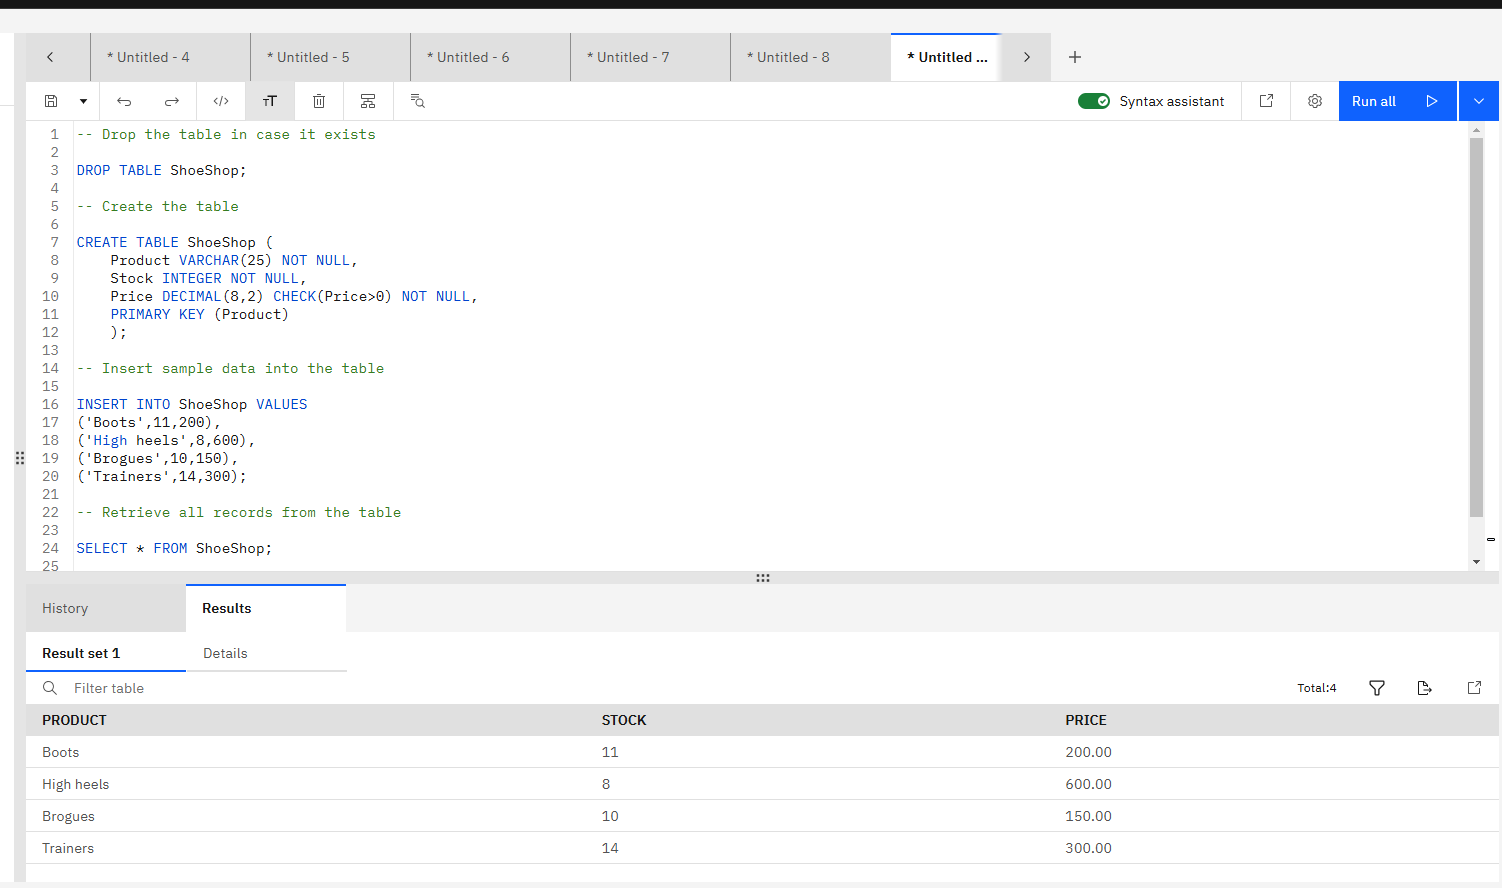 * Untitled - 4 * Untitled - 5 * Untitled - 6 * Untitled - 7 * Untitled - 8 * Untitled ...
</> TT Syntax assistant Run all
1 -- Drop the table in case it exists
2
3 DROP TABLE ShoeShop;
4
5 -- Create the table
6
7 CREATE TABLE ShoeShop (
8 Product VARCHAR(25) NOT NULL,
9 Stock INTEGER NOT NULL,
10 Price DECIMAL(8,2) CHECK(Price>0) NOT NULL,
11 PRIMARY KEY (Product)
12 );
13
14 -- Insert sample data into the table
15
16 INSERT INTO ShoeShop VALUES
17 ('Boots',11,200),
18 ('High heels',8,600),
19 ('Brogues',10,150),
20 ('Trainers',14,300);
21
22 -- Retrieve all records from the table
23
24 SELECT * FROM ShoeShop;
25
History Results
Result set 1 Details
Filter table Total:4
PRODUCT STOCK PRICE
Boots 11 200.00
High heels 8 600.00
Brogues 10 150.00
Trainers 14 300.00